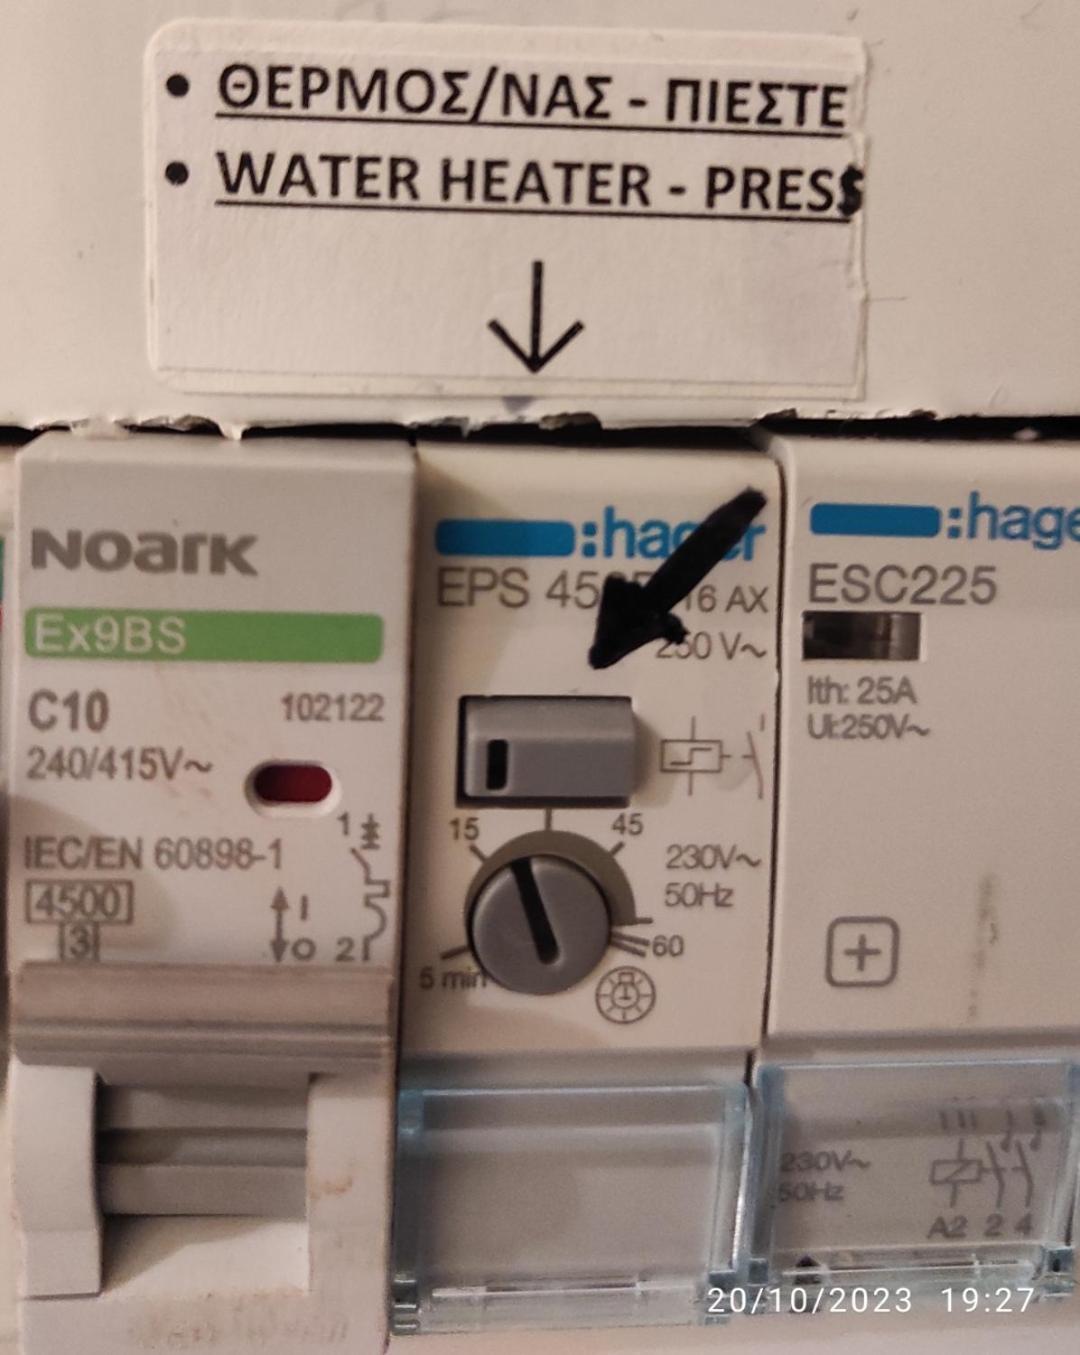 • ΘΕΡΜΟΣ/ΝΑΣ - ΠΙΕΣΤΕ
• WATER HEATER - PRESS
NOARK
Ex9BS
C10 102122
240/415V~
IEC/EN 60898-1
4500
3
1
I
O 2
:hager
EPS 16 AX
250 V~
15 45
230V~
50Hz
5 min 60
:hage
ESC225
Ith: 25A
Ui:250V~
230V~
50Hz
A2 2 4
20/10/2023 19:27